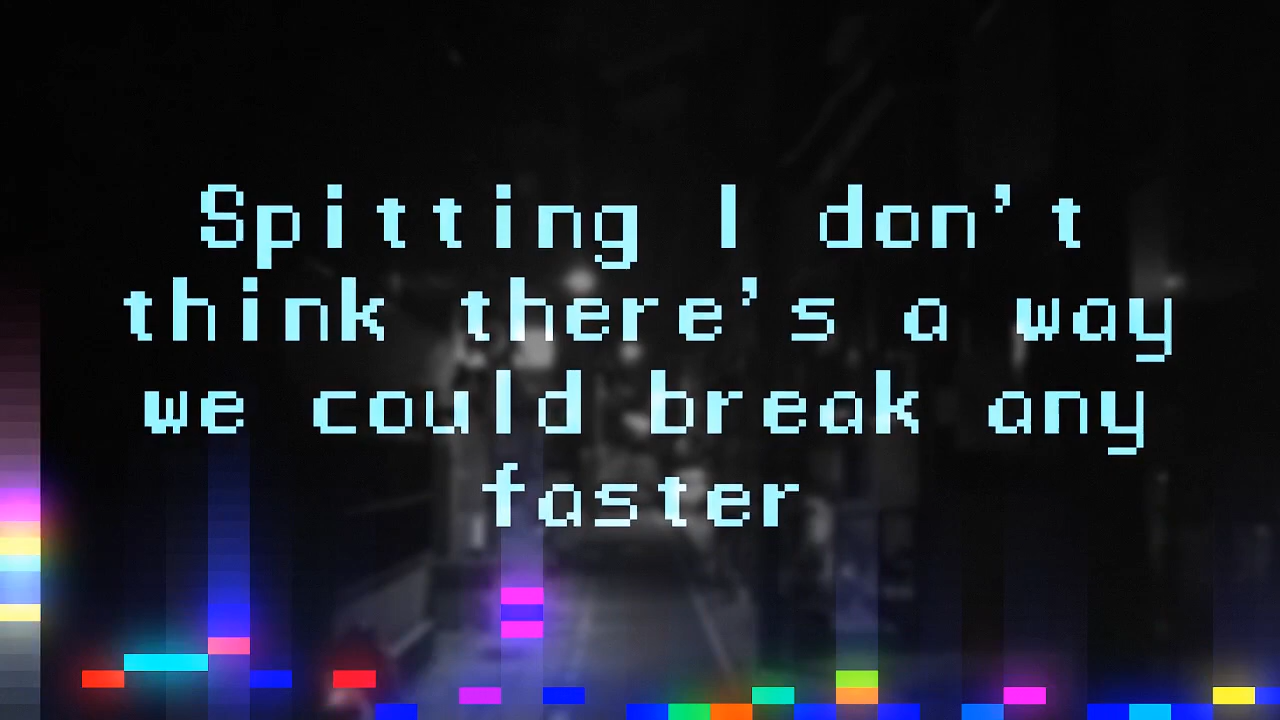 Spitting I don't
think there's a way
we could break any
faster